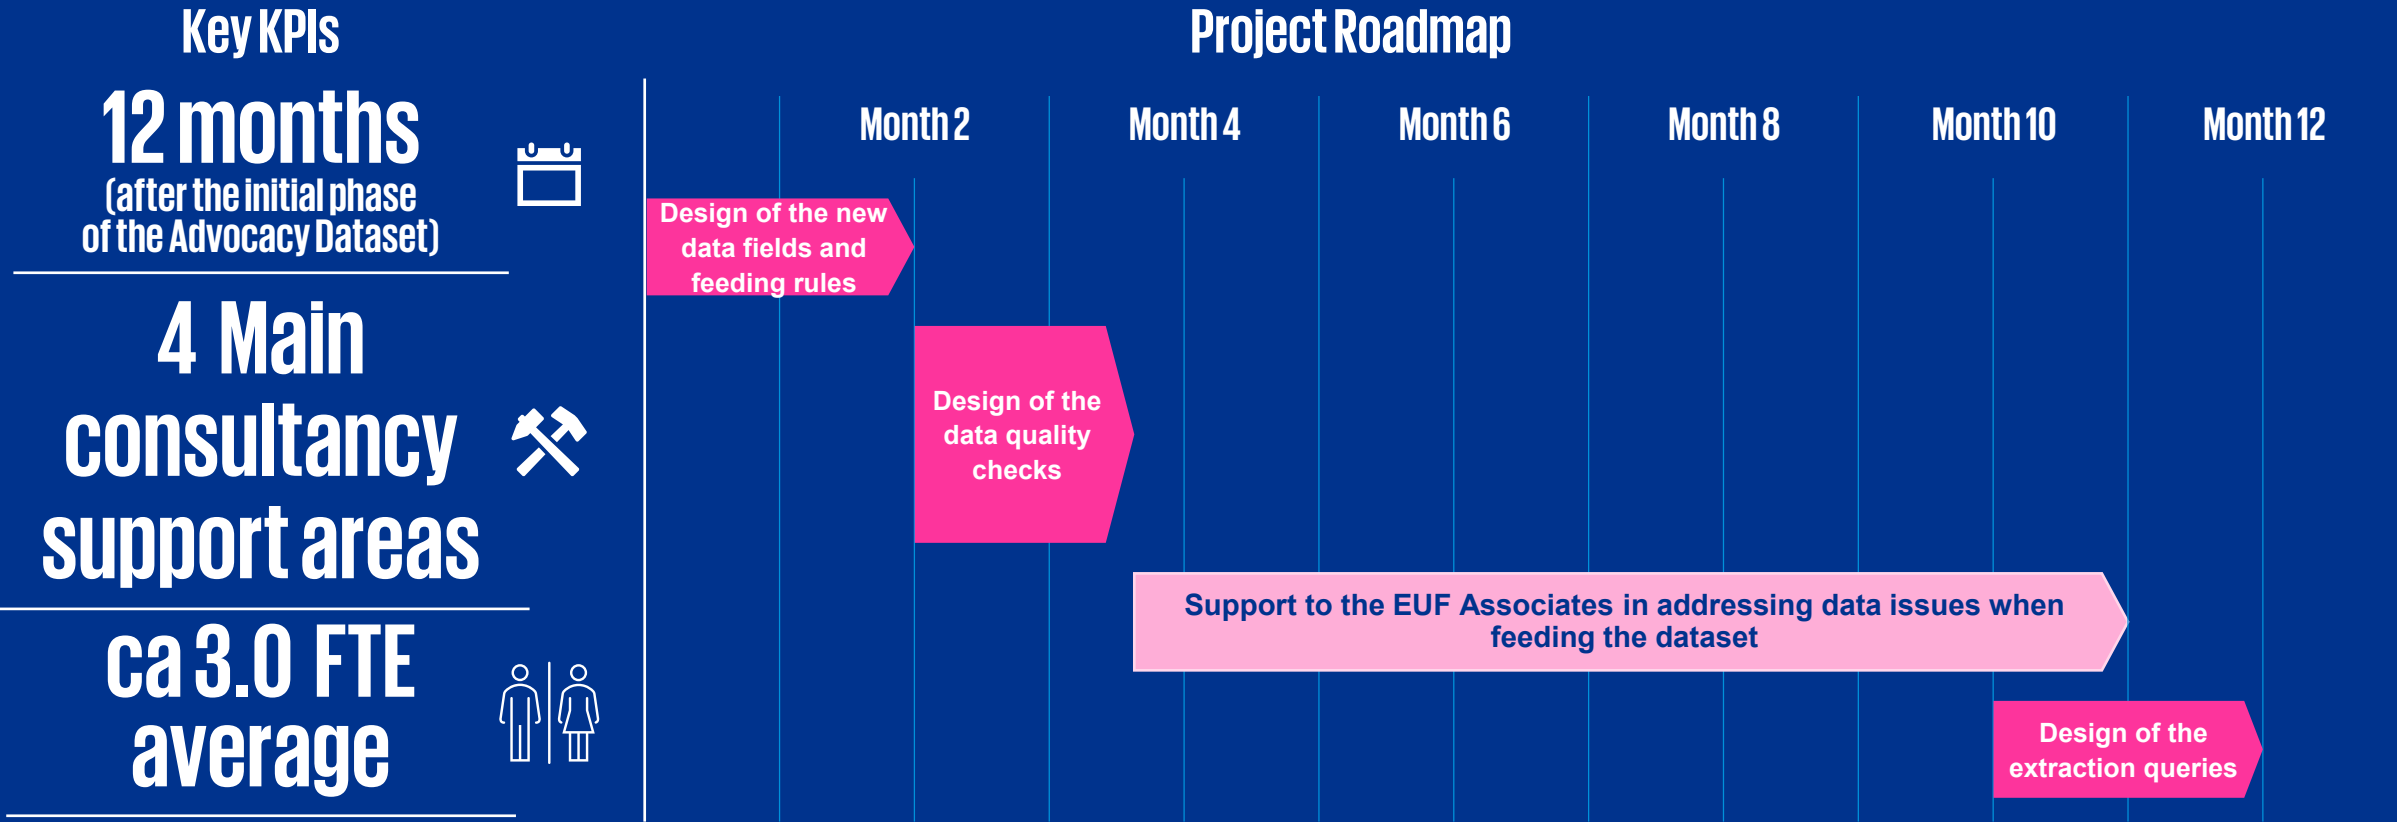 Key KPIs
12 months
(after the initial phase
of the Advocacy Dataset)
4 Main
consultancy
support areas
ca 3.0 FTE
average
Project Roadmap
Month 2
Month 4
Month 6
Month 8
Month 10
Month 12
Design of the new
data fields and
feeding rules
Design of the
data quality
checks
Support to the EUF Associates in addressing data issues when
feeding the dataset
Design of the
extraction queries